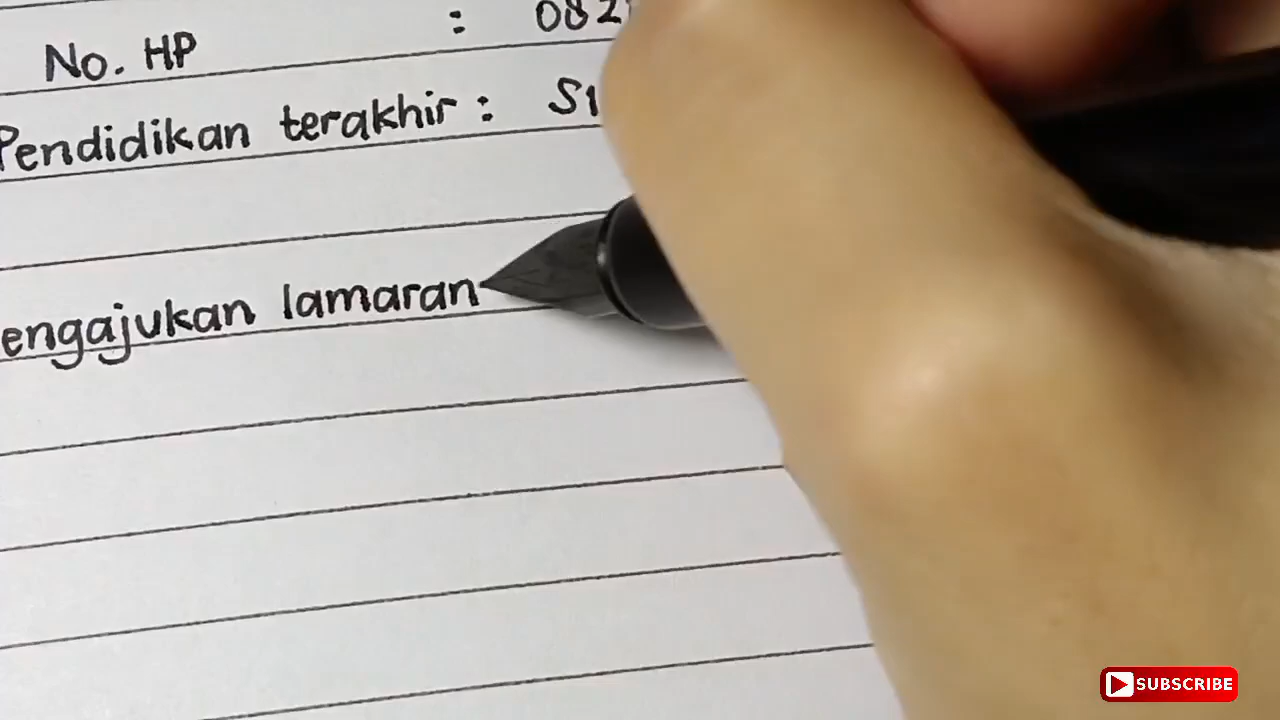 No. HP : 082
Pendidikan terakhir : S1
engajukan lamaran
SUBSCRIBE